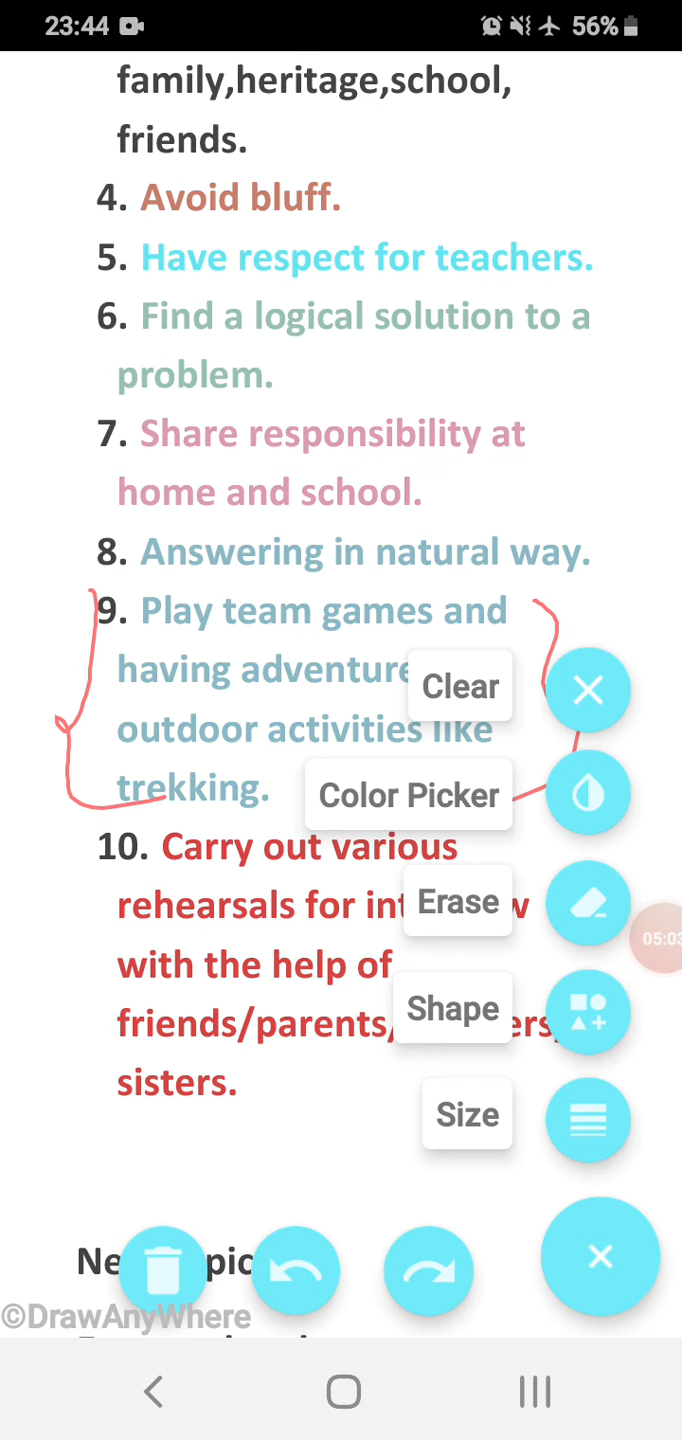 23:44 56%
family,heritage,school,
friends.
4. Avoid bluff.
5. Have respect for teachers.
6. Find a logical solution to a
problem.
7. Share responsibility at
home and school.
8. Answering in natural way.
9. Play team games and
having adventure
Clear
outdoor activities like
trekking.
Color Picker
10. Carry out various
rehearsals for
Erase
05:03
with the help of
friends/parents/
Shape
sisters.
Size
©DrawAnyWhere